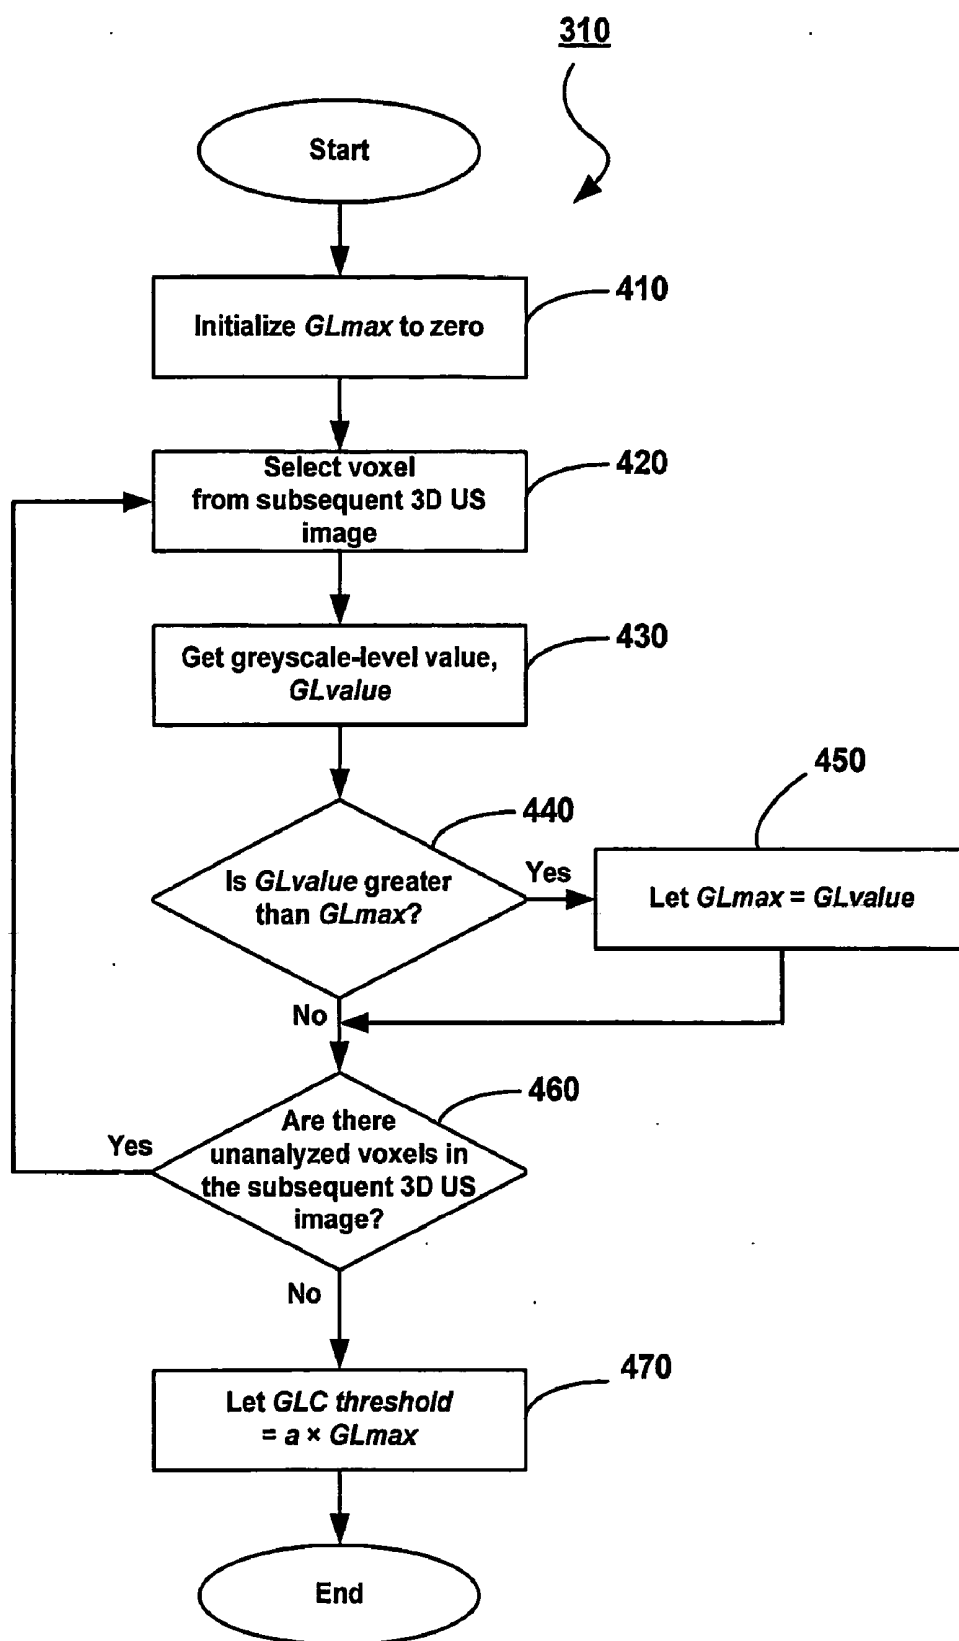 310
Start
410
Initialize GLmax to zero
420
Select voxel
from subsequent 3D US
image
430
Get greyscale-level value,
GLvalue
450
440
Is GLvalue greater
than GLmax?
Yes
Let GLmax = GLvalue
No
460
Are there
unanalyzed voxels in
the subsequent 3D US
image?
Yes
No
470
Let GLC threshold
= a × GLmax
End